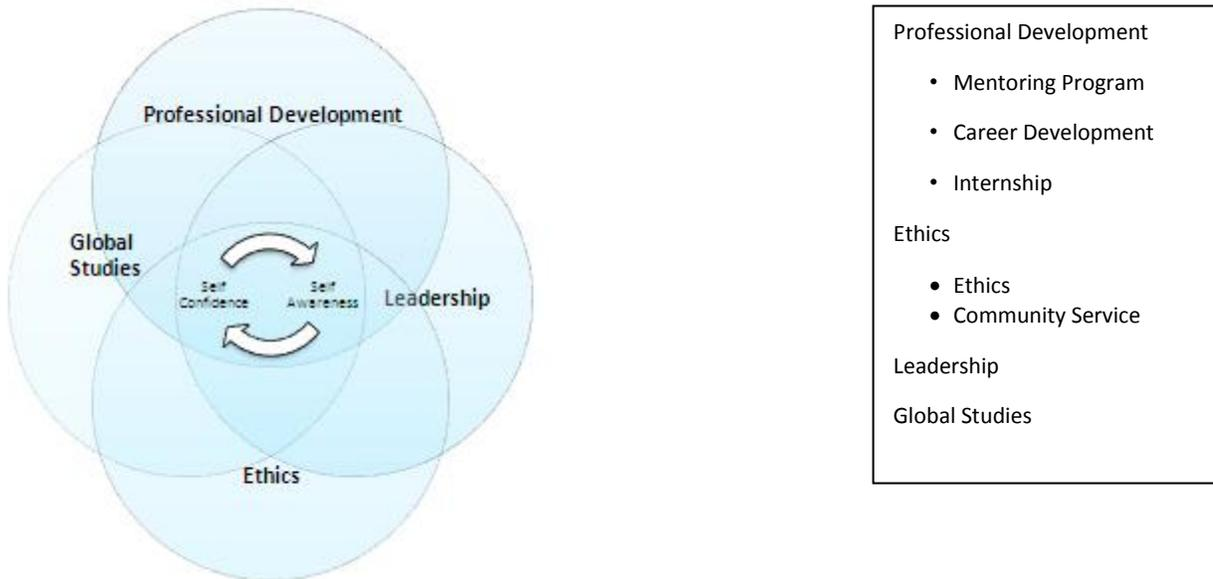 Professional Development
Global
Studies
Self
Confidence
Self
Awareness
Leadership
Ethics
Professional Development
• Mentoring Program
• Career Development
• Internship
Ethics
• Ethics
• Community Service
Leadership
Global Studies